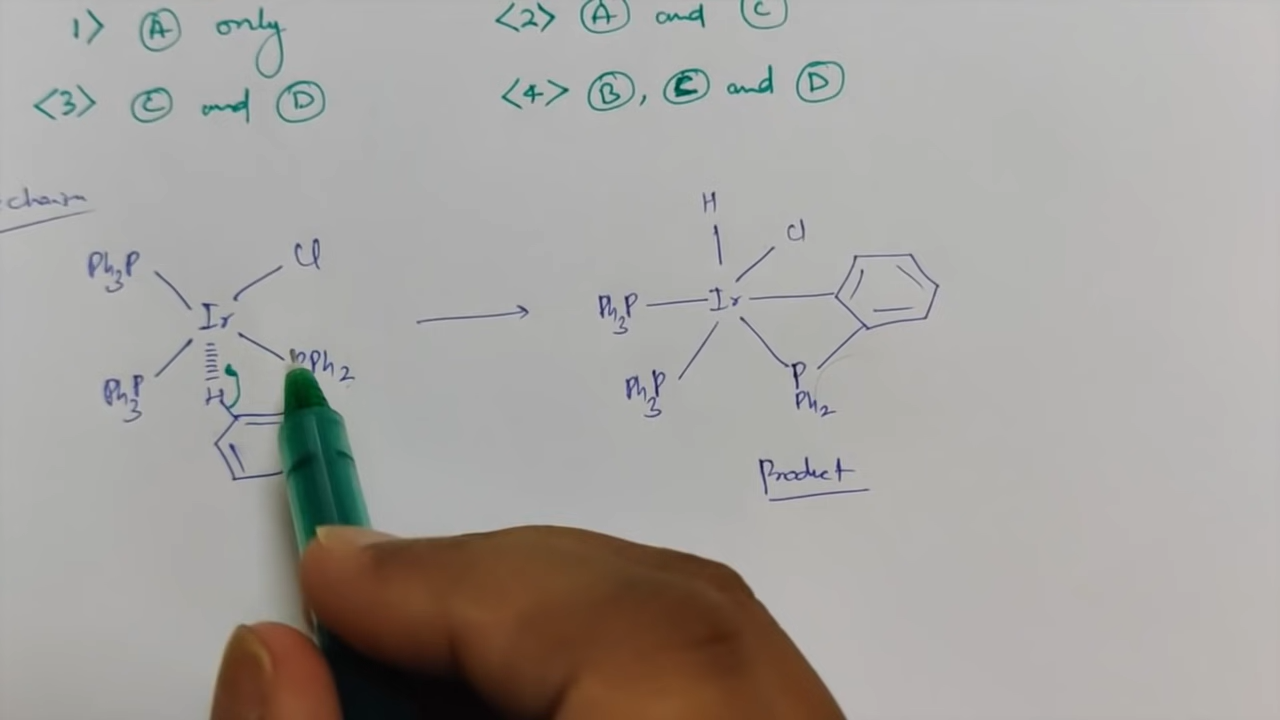 1> Ⓐ only <2> Ⓐ and Ⓒ
<3> Ⓒ and Ⓓ <4> Ⓑ, Ⓒ and Ⓓ
H
Ph3P Cl Cl
Ir Ph3P Ir
PPh2
Ph3P H Ph3P P
Ph2
Product